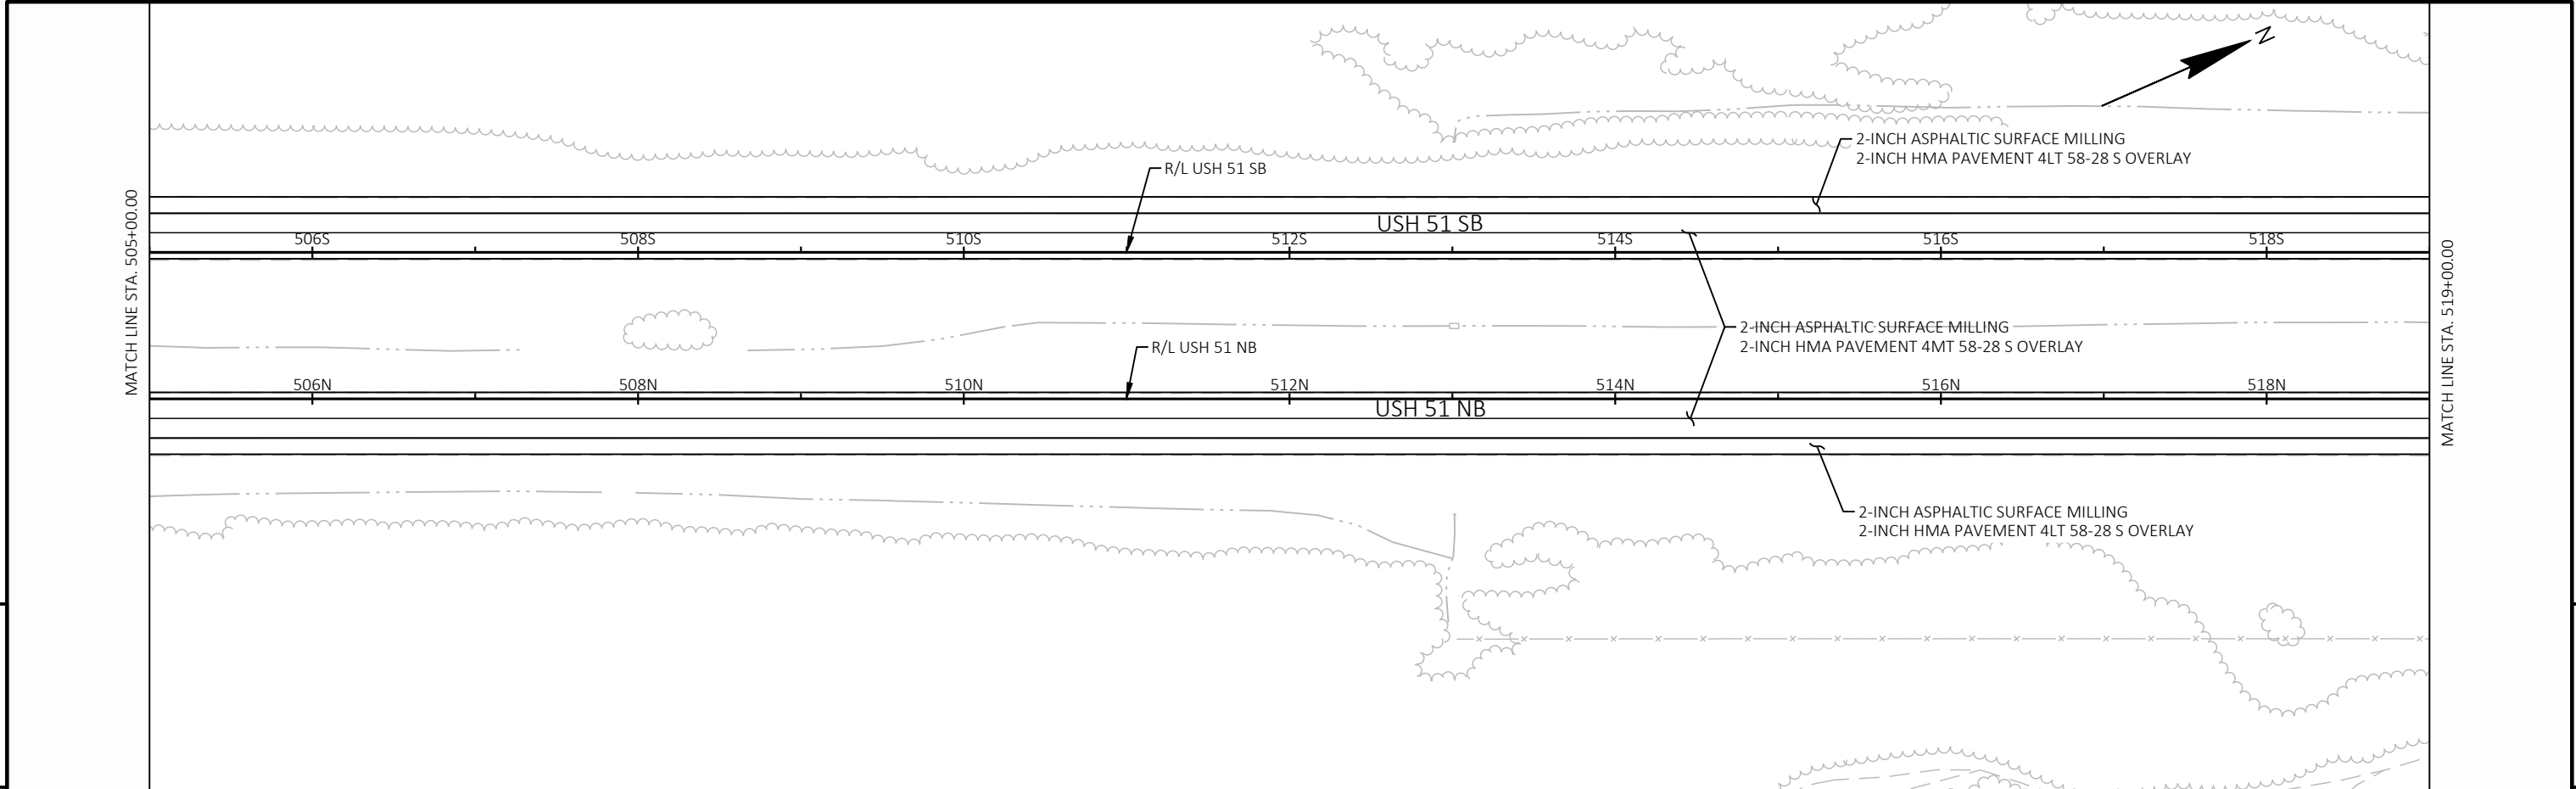 N
2-INCH ASPHALTIC SURFACE MILLING
2-INCH HMA PAVEMENT 4LT 58-28 S OVERLAY
R/L USH 51 SB
MATCH LINE STA. 505+00.00
USH 51 SB
506S 508S 510S 512S 514S 516S 518S
MATCH LINE STA. 519+00.00
2-INCH ASPHALTIC SURFACE MILLING
2-INCH HMA PAVEMENT 4MT 58-28 S OVERLAY
R/L USH 51 NB
506N 508N 510N 512N 514N 516N 518N
USH 51 NB
2-INCH ASPHALTIC SURFACE MILLING
2-INCH HMA PAVEMENT 4LT 58-28 S OVERLAY